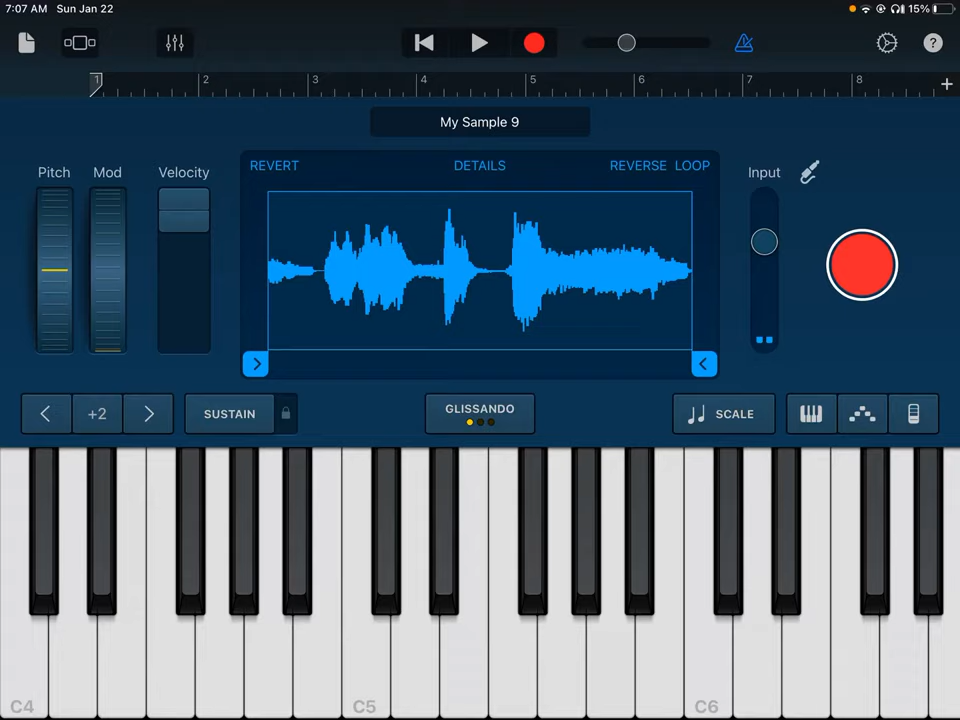 7:07 AM Sun Jan 22 15%
?
1 2 3 4 5 6 7 8 +
My Sample 9
Pitch Mod Velocity REVERT DETAILS REVERSE LOOP Input
+2 SUSTAIN GLISSANDO SCALE
C4 C5 C6